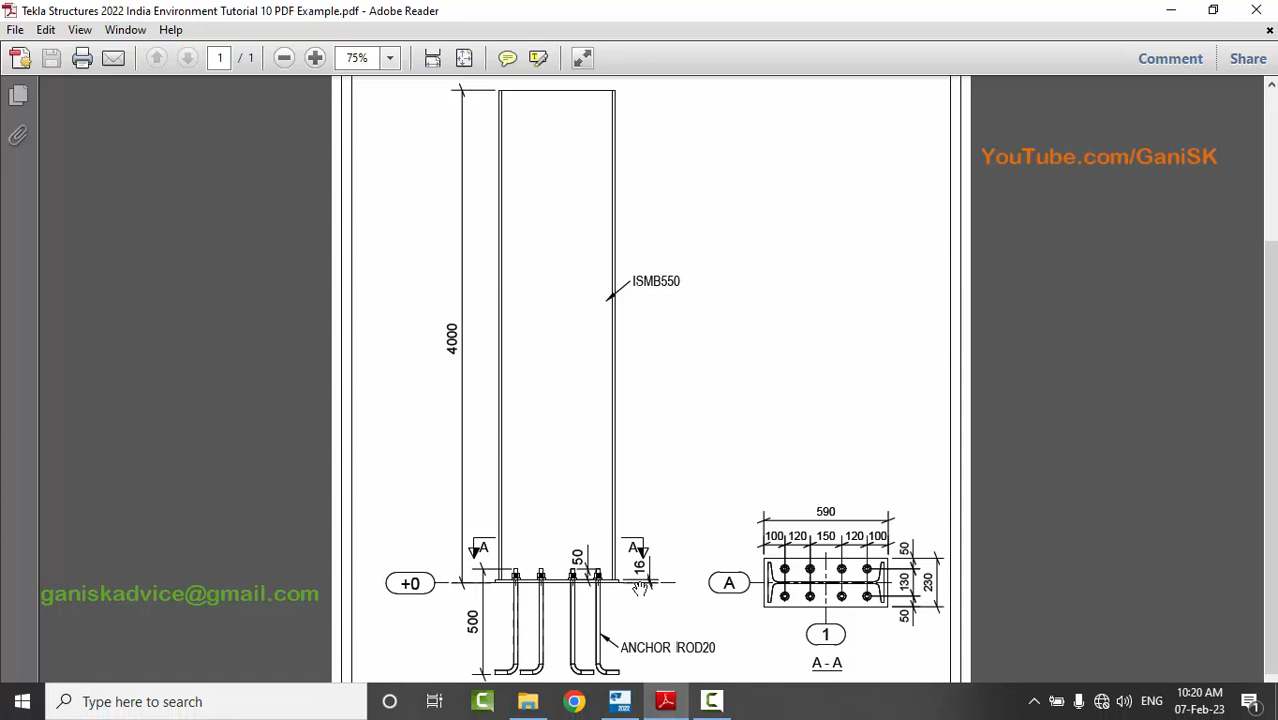 Tekla Structures 2022 India Environment Tutorial 10 PDF Example.pdf - Adobe Reader
File Edit View Window Help
1 / 1 75% Comment Share
YouTube.com/GaniSK
ISMB550
4000
590
100 120 150 120 100
A A
50
16
50
130
230
50
+0
A
500
1
ANCHOR ROD20
A - A
ganiskadvice@gmail.com
Type here to search
2022
ENG
10:20 AM
07-Feb-23
1